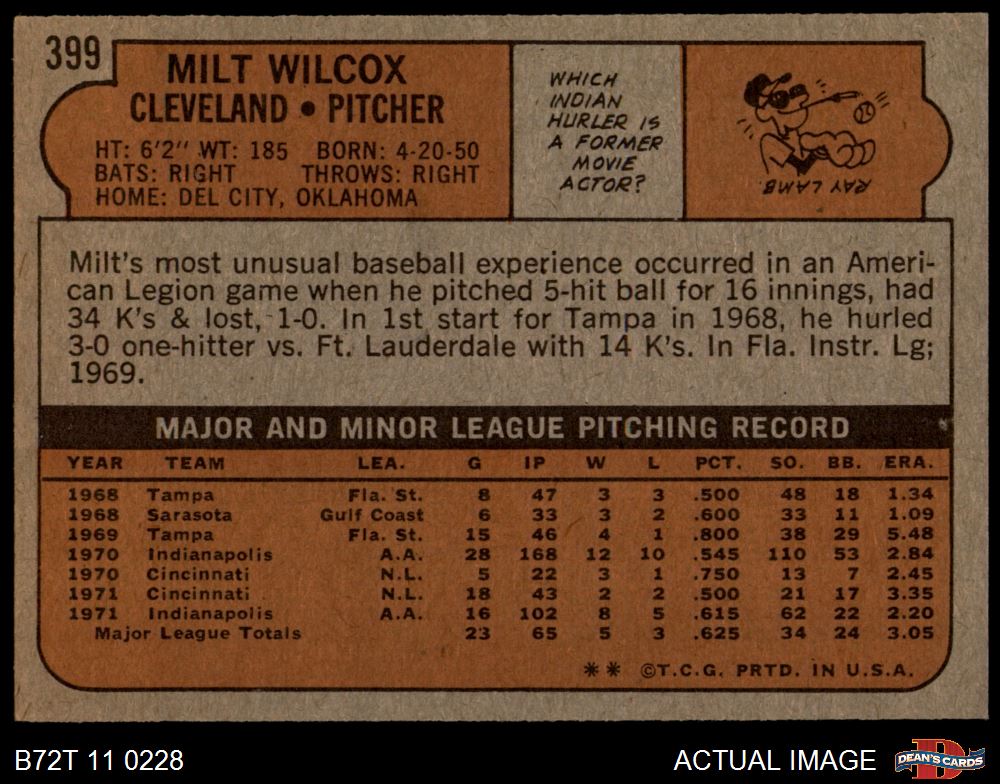 399
MILT WILCOX
CLEVELAND • PITCHER
HT: 6'2" WT: 185 BORN: 4-20-50
BATS: RIGHT THROWS: RIGHT
HOME: DEL CITY, OKLAHOMA
WHICH
INDIAN
HURLER IS
A FORMER
MOVIE
ACTOR?
RAY LAMB.
Milt's most unusual baseball experience occurred in an Ameri-
can Legion game when he pitched 5-hit ball for 16 innings, had
34 K's & lost, 1-0. In 1st start for Tampa in 1968, he hurled
3-0 one-hitter vs. Ft. Lauderdale with 14 K's. In Fla. Instr. Lg;
1969.
MAJOR AND MINOR LEAGUE PITCHING RECORD
YEAR TEAM LEA. G IP W L PCT. SO. BB. ERA.
1968 Tampa Fla. St. 8 47 3 3 .500 48 18 1.34
1968 Sarasota Gulf Coast 6 33 3 2 .600 33 11 1.09
1969 Tampa Fla. St. 15 46 4 1 .800 38 29 5.48
1970 Indianapolis A.A. 28 168 12 10 .545 110 53 2.84
1970 Cincinnati N.L. 5 22 3 1 .750 13 7 2.45
1971 Cincinnati N.L. 18 43 2 2 .500 21 17 3.35
1971 Indianapolis A.A. 16 102 8 5 .615 62 22 2.20
Major League Totals 23 65 5 3 .625 34 24 3.05
** ©T.C.G. PRTD. IN U.S.A.
B72T 11 0228
ACTUAL IMAGE
D
DEAN'S CARDS